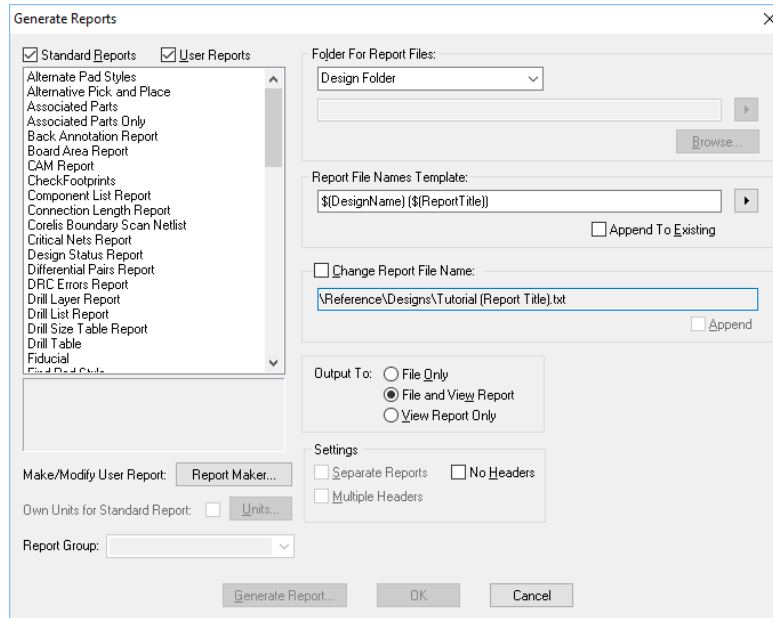 Generate Reports
Standard Reports
User Reports
Alternate Pad Styles
Alternative Pick and Place
Associated Parts
Associated Parts Only
Back Annotation Report
Board Area Report
CAM Report
CheckFootprints
Component List Report
Connection Length Report
Corelis Boundary Scan Netlist
Critical Nets Report
Design Status Report
Differential Pairs Report
DRC Errors Report
Drill Layer Report
Drill List Report
Drill Size Table Report
Drill Table
Fiducial
Find Pad Style
Make/Modify User Report:
Report Maker...
Own Units for Standard Report:
Units...
Report Group:
Folder For Report Files:
Design Folder
Browse...
Report File Names Template:
$(DesignName) ($(ReportTitle))
Append To Existing
Change Report File Name:
\Reference\Designs\Tutorial (Report Title).txt
Append
Output To:
File Only
File and View Report
View Report Only
Settings
Separate Reports
No Headers
Multiple Headers
Generate Report...
OK
Cancel